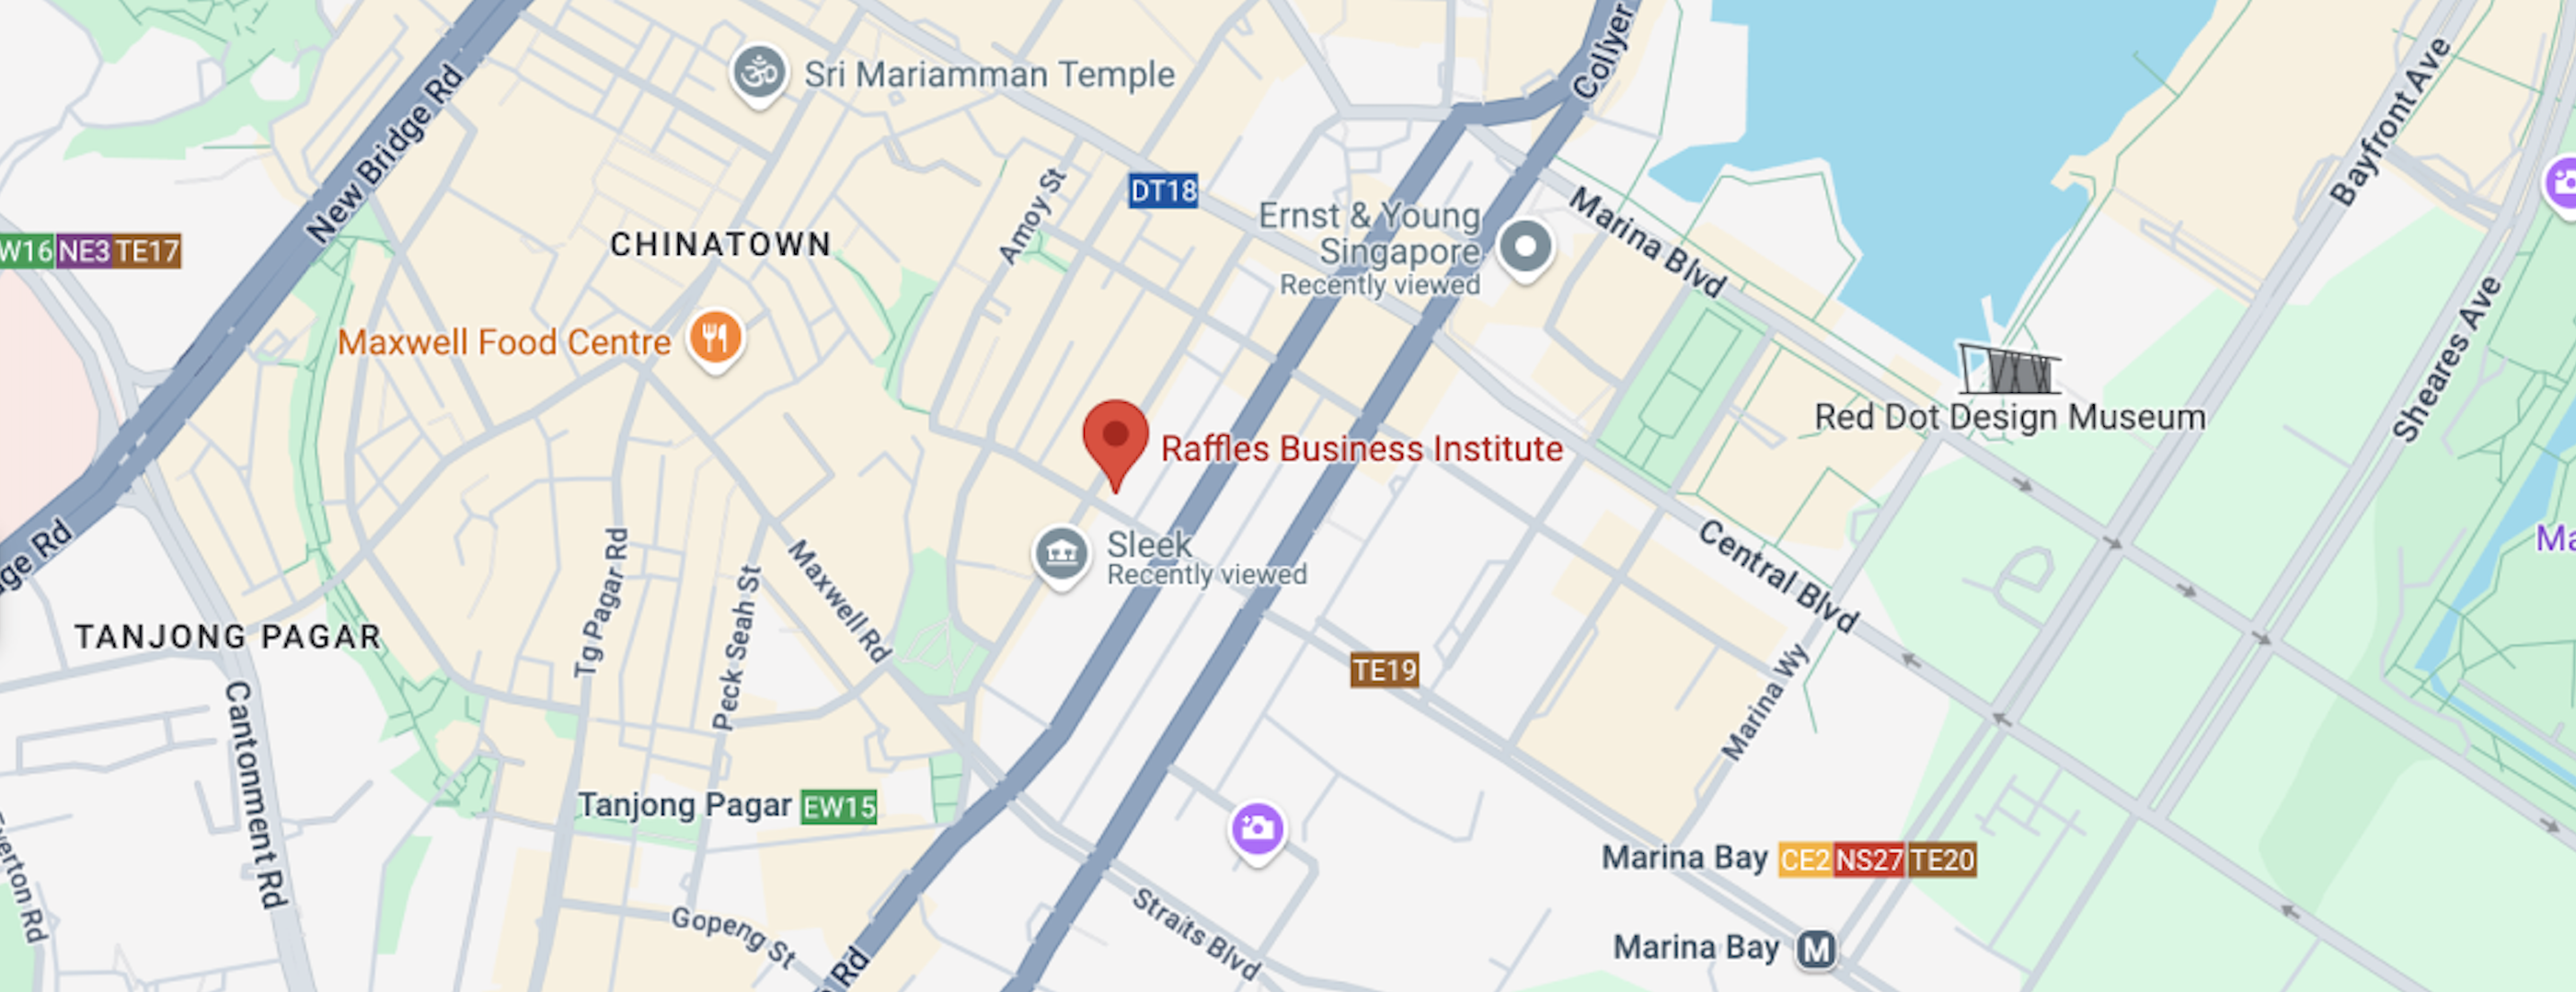 Collyer
Sri Mariamman Temple
New Bridge Rd
Bayfront Ave
DT18
Amoy St
Ernst & Young
Singapore
Recently viewed
Marina Blvd
CHINATOWN
W16 NE3 TE17
Maxwell Food Centre
Sheares Ave
Red Dot Design Museum
Raffles Business Institute
Sleek
Recently viewed
Central Blvd
ge Rd
Maxwell Rd
Tg Pagar Rd
Peck Seah St
TANJONG PAGAR
TE19
Marina Wy
Cantonment Rd
Tanjong Pagar EW15
Marina Bay CE2 NS27 TE20
Gopeng St
Straits Blvd
Marina Bay M
Rd
erton Rd
Ma